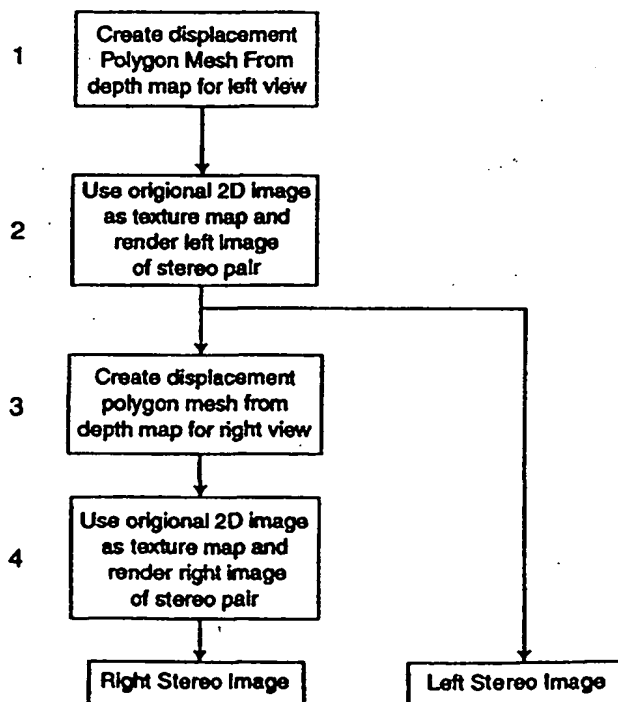 1
Create displacement
Polygon Mesh From
depth map for left view
2
Use origional 2D image
as texture map and
render left image
of stereo pair
3
Create displacement
polygon mesh from
depth map for right view
4
Use origional 2D image
as texture map and
render right image
of stereo pair
Right Stereo Image
Left Stereo Image